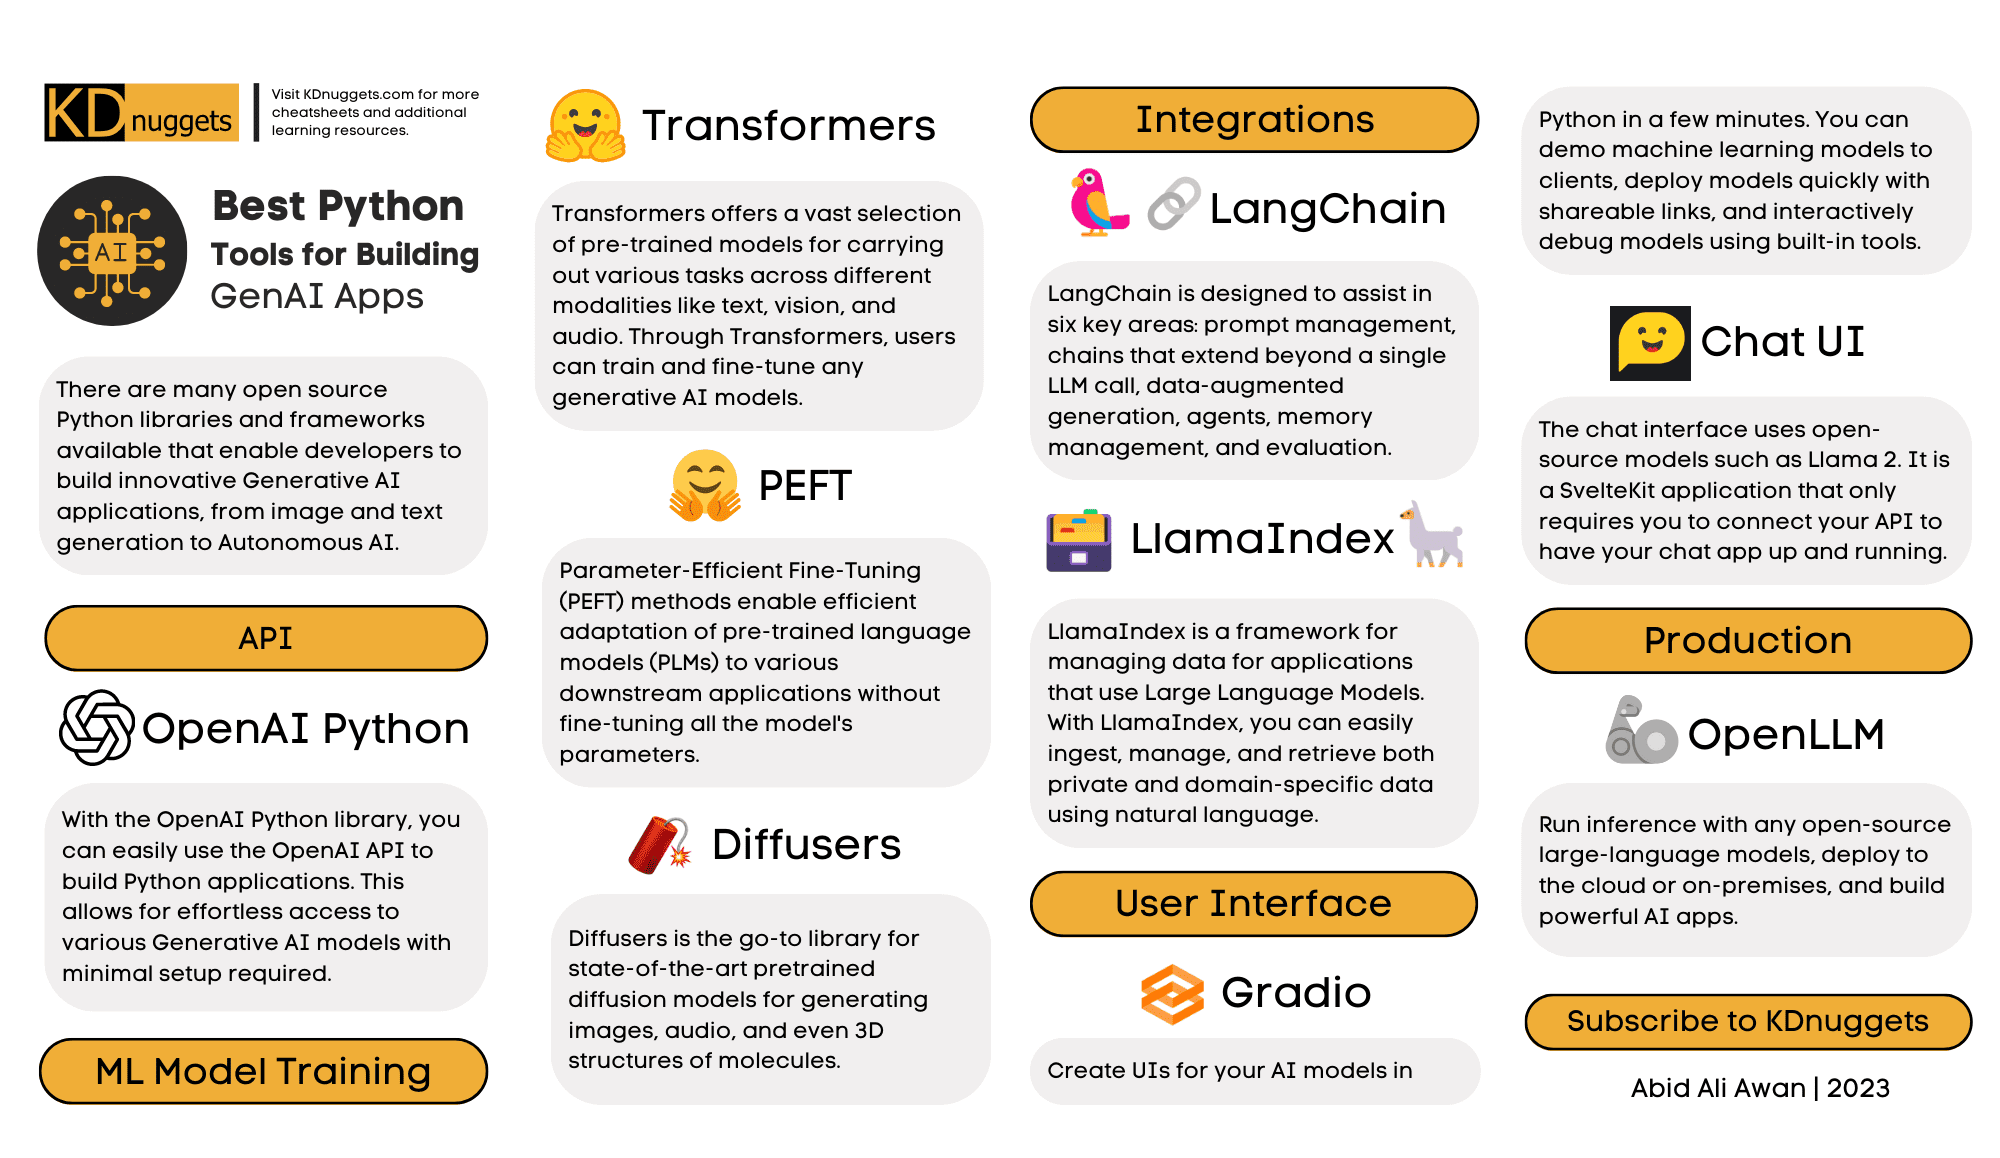 KDnuggets
Visit KDnuggets.com for more
cheatsheets and additional
learning resources.
AI
Best Python
Tools for Building
GenAI Apps
There are many open source
Python libraries and frameworks
available that enable developers to
build innovative Generative AI
applications, from image and text
generation to Autonomous AI.
API
OpenAI Python
With the OpenAI Python library, you
can easily use the OpenAI API to
build Python applications. This
allows for effortless access to
various Generative AI models with
minimal setup required.
ML Model Training
Transformers
Transformers offers a vast selection
of pre-trained models for carrying
out various tasks across different
modalities like text, vision, and
audio. Through Transformers, users
can train and fine-tune any
generative AI models.
PEFT
Parameter-Efficient Fine-Tuning
(PEFT) methods enable efficient
adaptation of pre-trained language
models (PLMs) to various
downstream applications without
fine-tuning all the model's
parameters.
Diffusers
Diffusers is the go-to library for
state-of-the-art pretrained
diffusion models for generating
images, audio, and even 3D
structures of molecules.
Integrations
LangChain
LangChain is designed to assist in
six key areas: prompt management,
chains that extend beyond a single
LLM call, data-augmented
generation, agents, memory
management, and evaluation.
LlamaIndex
LlamaIndex is a framework for
managing data for applications
that use Large Language Models.
With LlamaIndex, you can easily
ingest, manage, and retrieve both
private and domain-specific data
using natural language.
User Interface
Gradio
Create UIs for your AI models in
Python in a few minutes. You can
demo machine learning models to
clients, deploy models quickly with
shareable links, and interactively
debug models using built-in tools.
Chat UI
The chat interface uses open-
source models such as Llama 2. It is
a SvelteKit application that only
requires you to connect your API to
have your chat app up and running.
Production
OpenLLM
Run inference with any open-source
large-language models, deploy to
the cloud or on-premises, and build
powerful AI apps.
Subscribe to KDnuggets
Abid Ali Awan | 2023